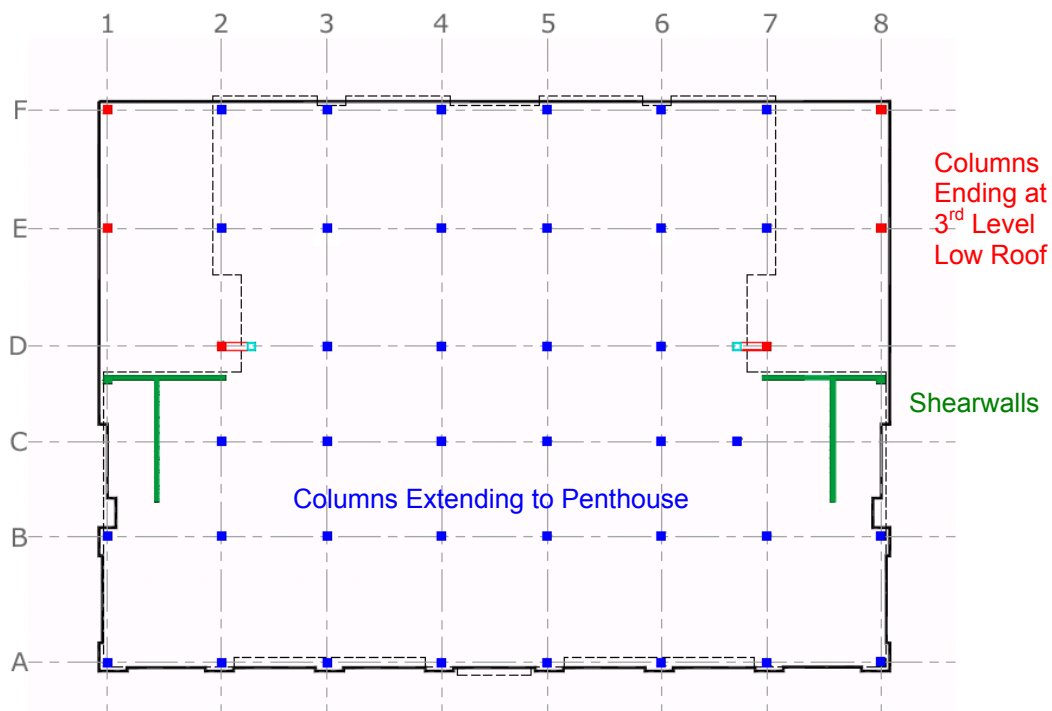 1 2 3 4 5 6 7 8
F
E
D
C
B
A
Columns
Ending at
3rd Level
Low Roof
Shearwalls
Columns Extending to Penthouse